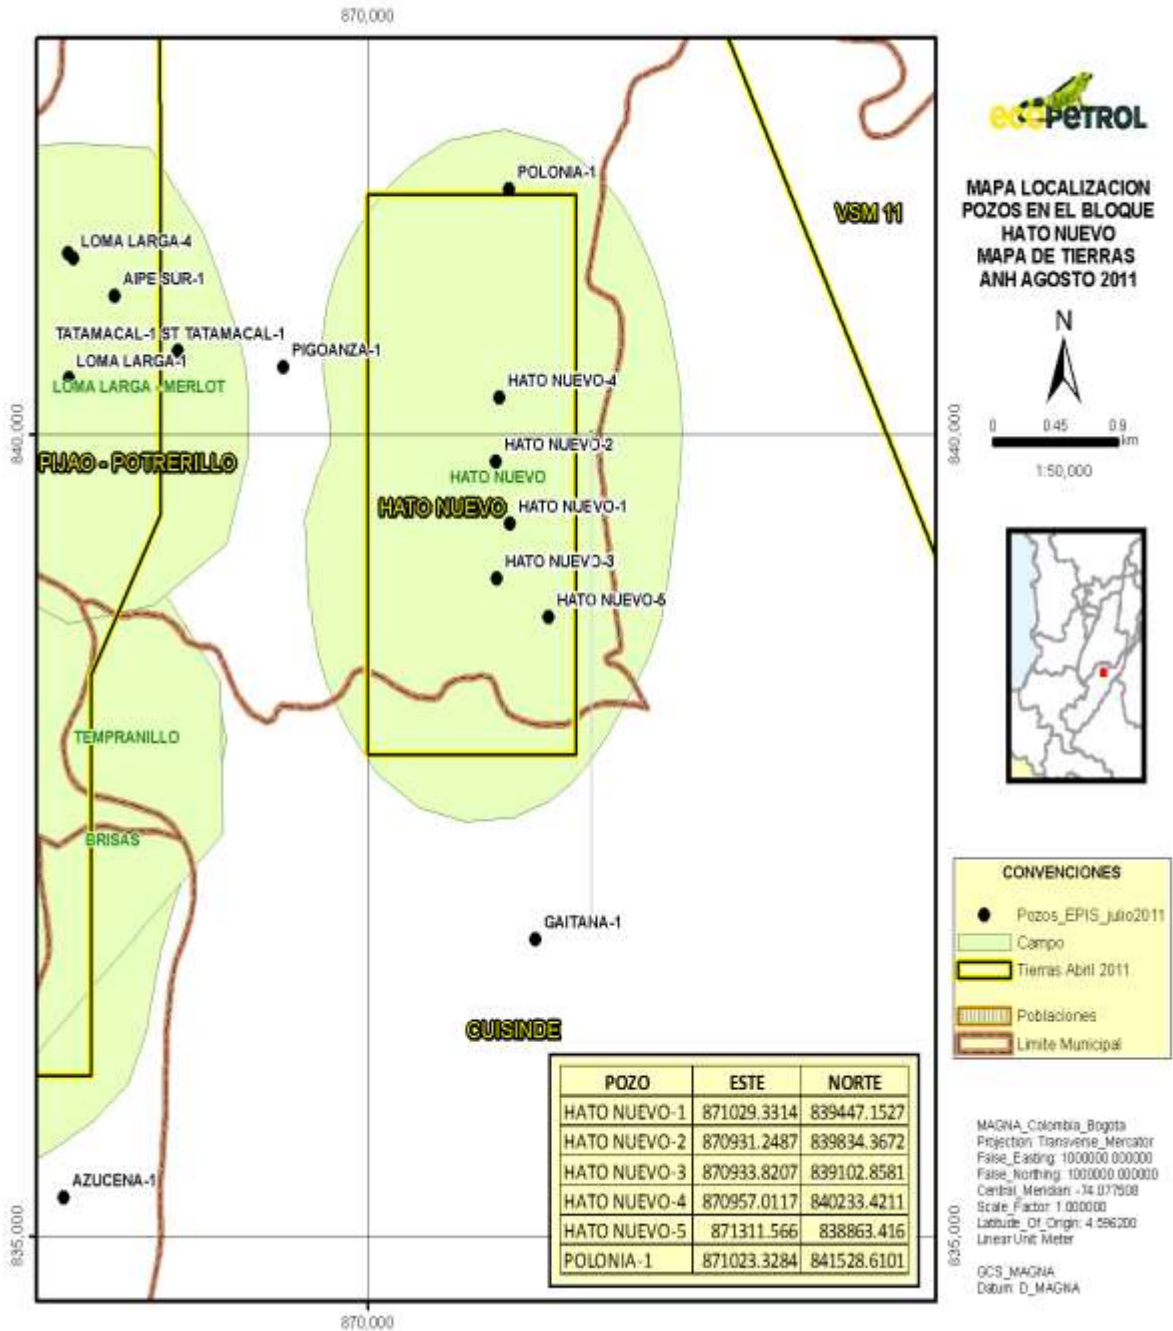 870,000
ecoPETROL
MAPA LOCALIZACION
POZOS EN EL BLOQUE
HATO NUEVO
MAPA DE TIERRAS
ANH AGOSTO 2011
N
0 0.45 0.9
km
1:50,000
POLONIA-1
VSM 11
LOMA LARGA-4
AIPE SUR-1
TATAMACAL-1 ST TATAMACAL-1
PIGOANZA-1
LOMA LARGA-1
LOMA LARGA -MERLOT
HATO NUEVO-4
840,000
840,000
HATO NUEVO-2
PIJAO - POTRERILLO
HATO NUEVO
HATO NUEVO
HATO NUEVO-1
HATO NUEVO-3
HATO NUEVO-5
TEMPRANILLO
BRISAS
GAITANA-1
CUISINDE
AZUCENA-1
835,000
835,000
870,000
POZO ESTE NORTE
HATO NUEVO-1 871029.3314 839447.1527
HATO NUEVO-2 870931.2487 839834.3672
HATO NUEVO-3 870933.8207 839102.8581
HATO NUEVO-4 870957.0117 840233.4211
HATO NUEVO-5 871311.566 838863.416
POLONIA-1 871023.3284 841528.6101
CONVENCIONES
Pozos_EPIS_julio2011
Campo
Tierras Abril 2011
Poblaciones
Limite Municipal
MAGNA_Colombia_Bogota
Projection: Transverse_Mercator
False_Easting: 1000000.000000
False_Northing: 1000000.000000
Central_Meridian: -74.077508
Scale_Factor: 1.000000
Latitude_Of_Origin: 4.596200
Linear Unit: Meter
GCS_MAGNA
Datum: D_MAGNA